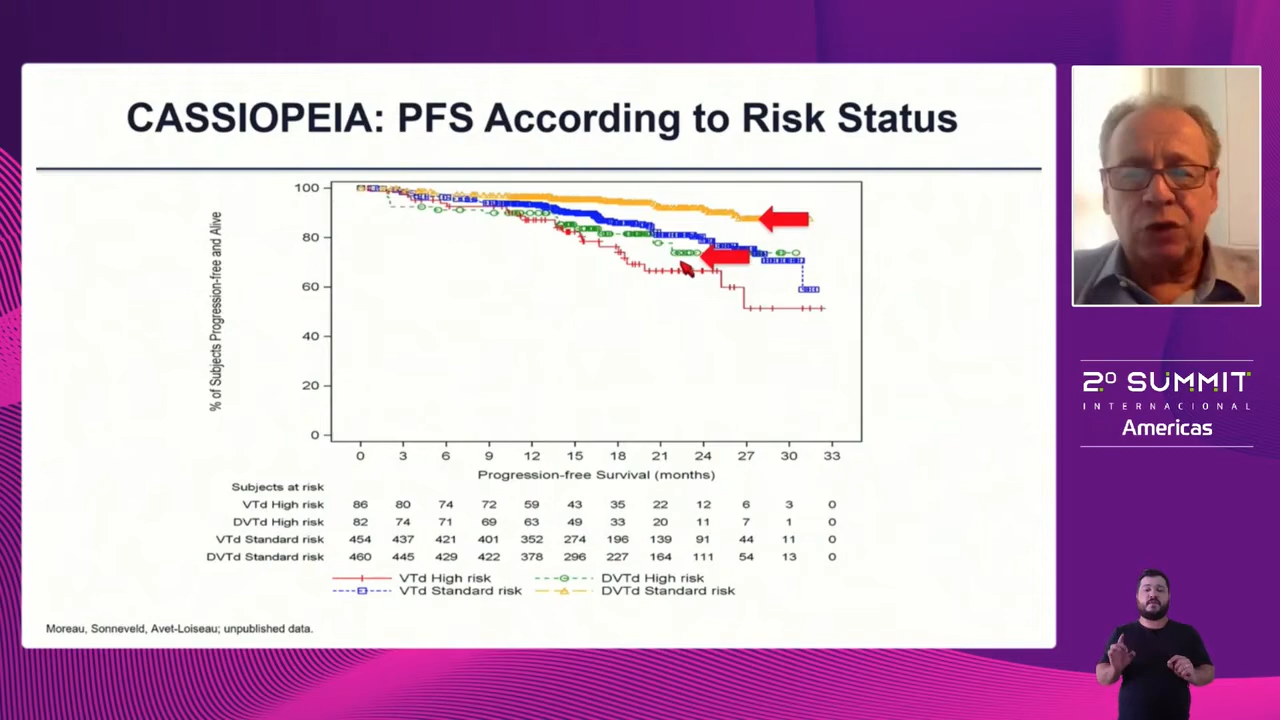 CASSIOPEIA: PFS According to Risk Status
% of Subjects Progression-free and Alive
100
80
60
40
20
0
0 3 6 9 12 15 18 21 24 27 30 33
Progression-free Survival (months)
Subjects at risk
VTd High risk 86 80 74 72 59 43 35 22 12 6 3 0
DVTd High risk 82 74 71 69 63 49 33 20 11 7 1 0
VTd Standard risk 454 437 421 401 352 274 196 139 91 44 11 0
DVTd Standard risk 460 445 429 422 378 296 227 164 111 54 13 0
VTd High risk DVTd High risk
VTd Standard risk DVTd Standard risk
Moreau, Sonneveld, Avet-Loiseau; unpublished data.
2º SUMMIT
INTERNACIONAL
Americas